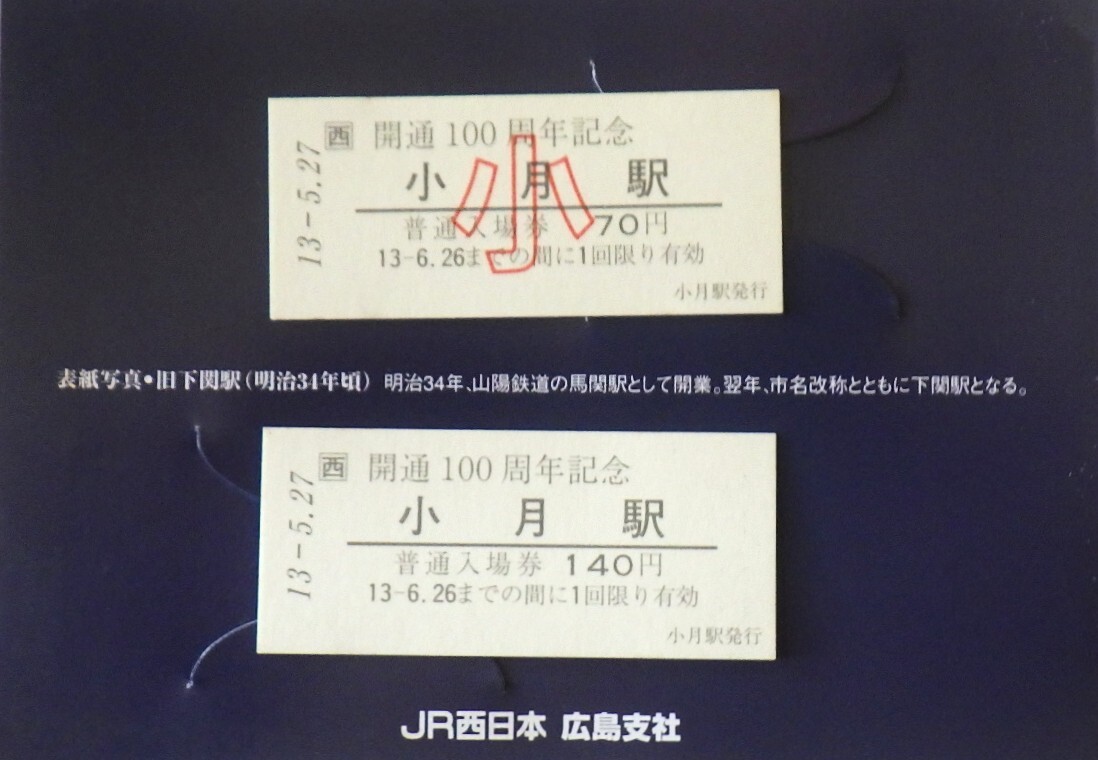 13-5.27
西 開通100周年記念
小月駅
小
普通入場券 70円
13-6.26までの間に1回限り有効
小月駅発行
表紙写真•旧下関駅(明治34年頃) 明治34年、山陽鉄道の馬関駅として開業。翌年、市名改称とともに下関駅となる。
13-5.27
西 開通100周年記念
小月駅
普通入場券 140円
13-6.26までの間に1回限り有効
小月駅発行
JR西日本 広島支社